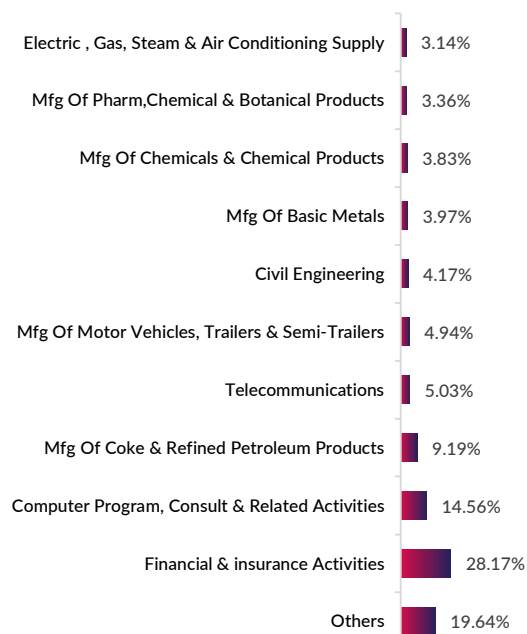 Electric , Gas, Steam & Air Conditioning Supply 3.14%
Mfg Of Pharm,Chemical & Botanical Products 3.36%
Mfg Of Chemicals & Chemical Products 3.83%
Mfg Of Basic Metals 3.97%
Civil Engineering 4.17%
Mfg Of Motor Vehicles, Trailers & Semi-Trailers 4.94%
Telecommunications 5.03%
Mfg Of Coke & Refined Petroleum Products 9.19%
Computer Program, Consult & Related Activities 14.56%
Financial & insurance Activities 28.17%
Others 19.64%